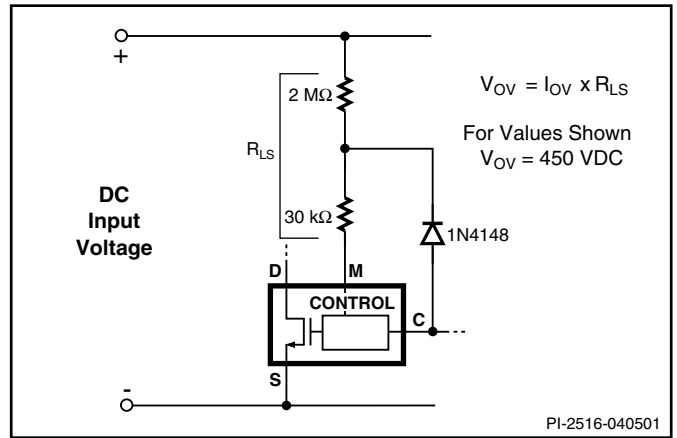 +
2 MΩ
R_LS
V_OV = I_OV x R_LS
For Values Shown
V_OV = 450 VDC
DC
Input
Voltage
30 kΩ
1N4148
D
M
CONTROL
C
S
-
PI-2516-040501